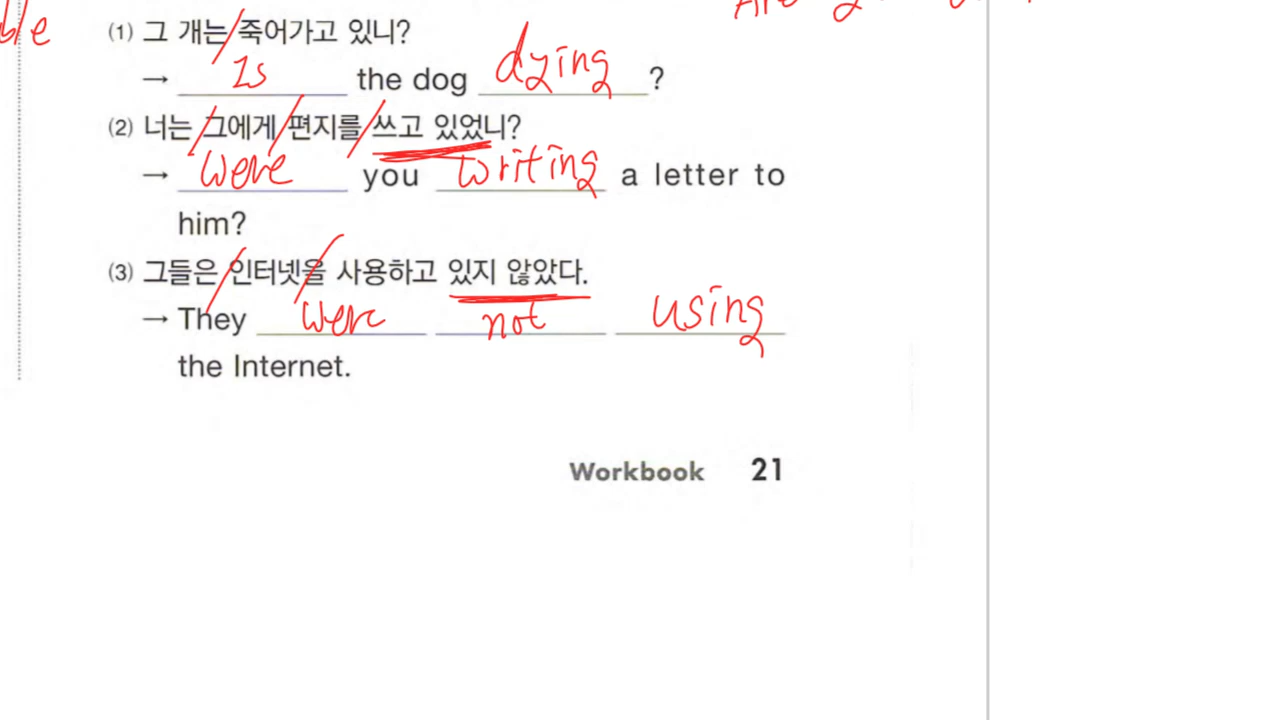 ble
(1) 그 개는/죽어가고 있니?
→ Is the dog dying ?
(2) 너는/그에게/편지를/쓰고 있었니?
→ were you writing a letter to
him?
(3) 그들은/인터넷을/사용하고 있지 않았다.
→ They were not using
the Internet.
Workbook 21